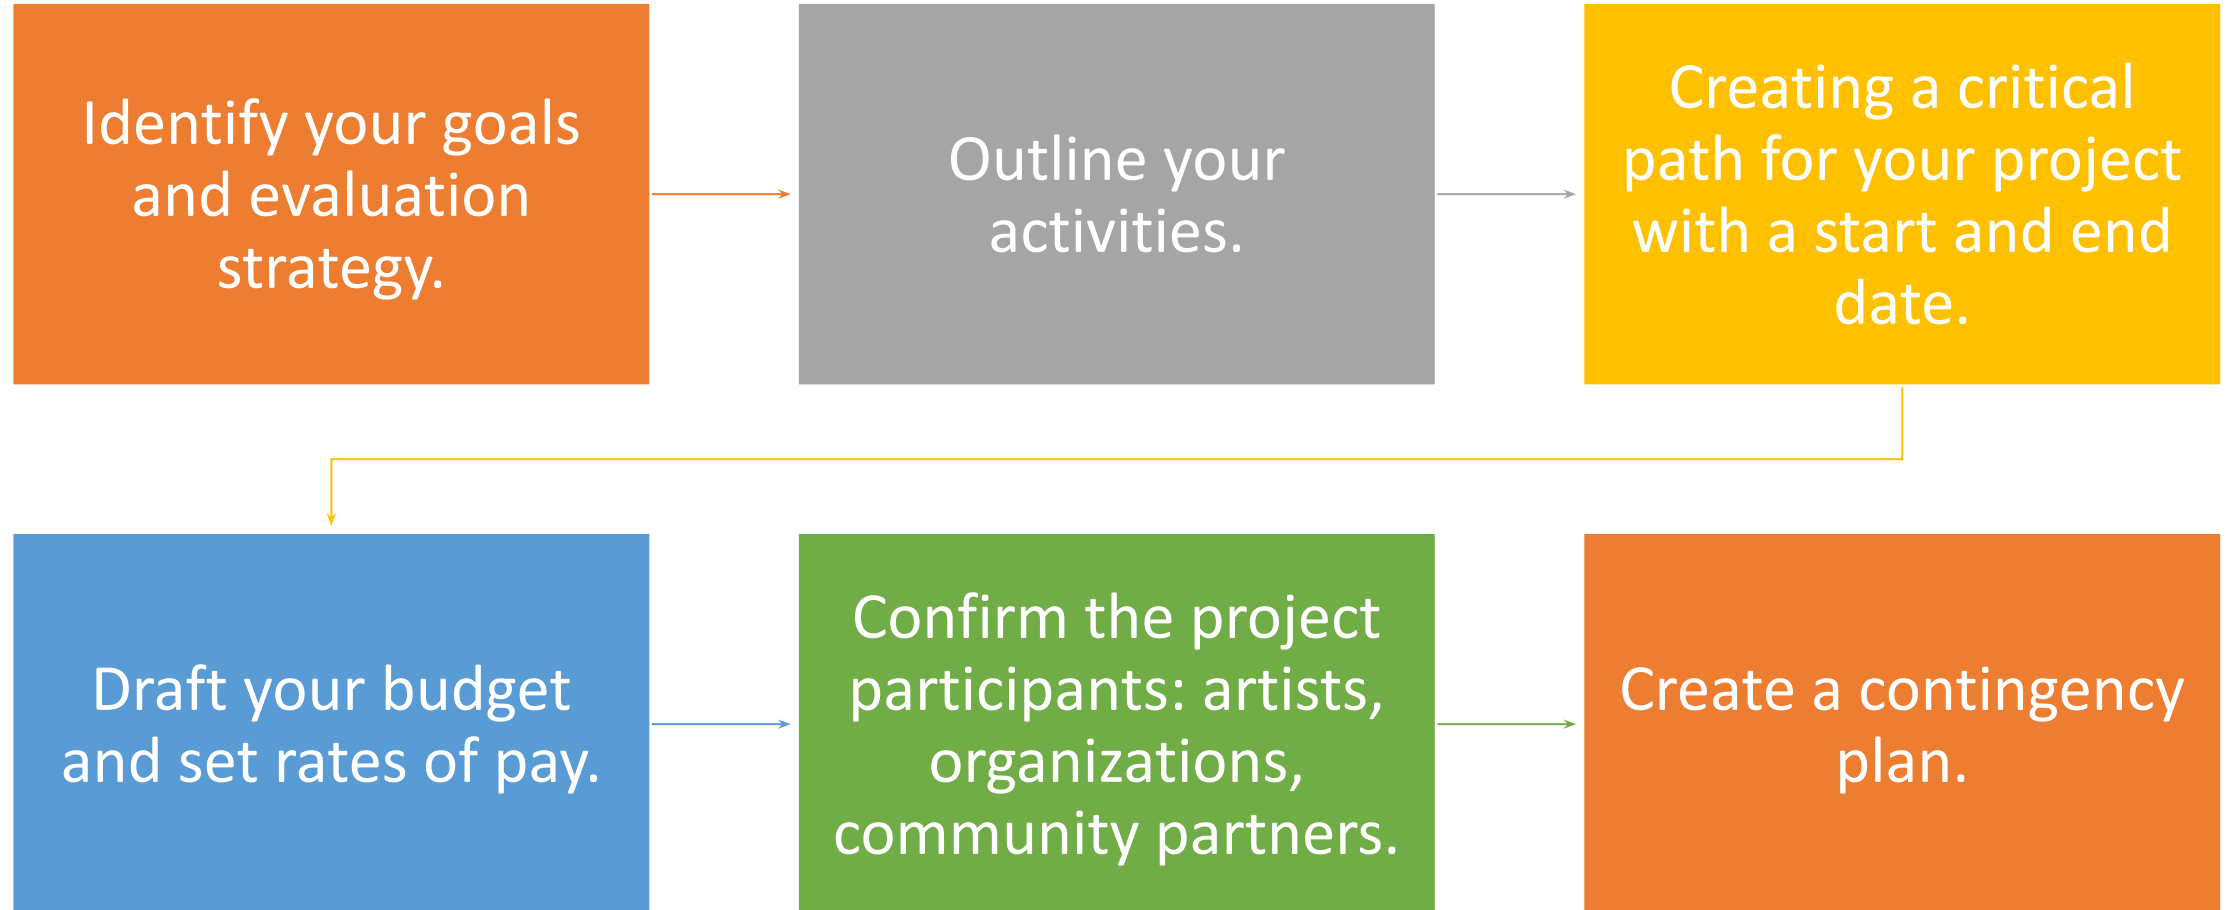 Identify your goals
and evaluation
strategy.
Outline your
activities.
Creating a critical
path for your project
with a start and end
date.
Draft your budget
and set rates of pay.
Confirm the project
participants: artists,
organizations,
community partners.
Create a contingency
plan.